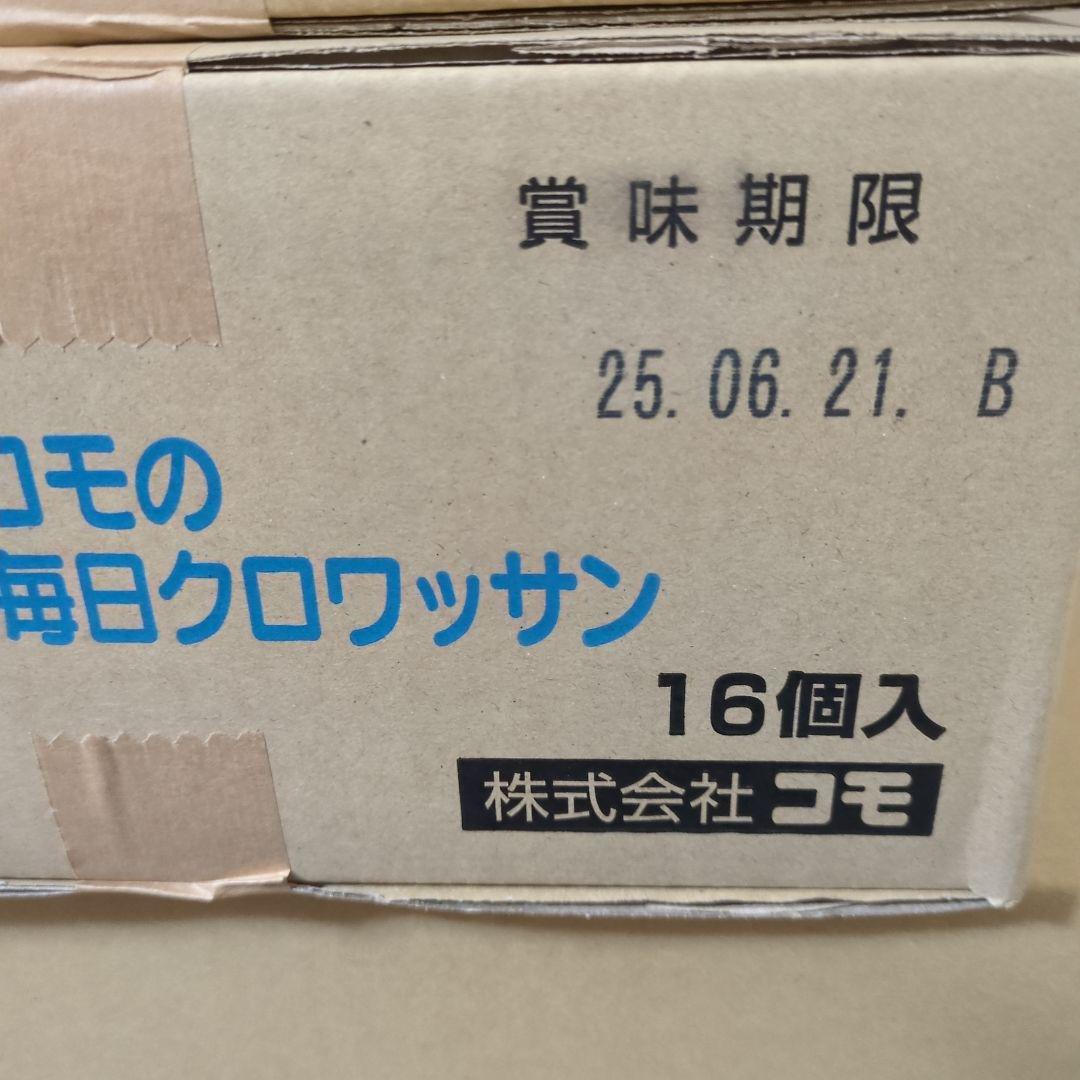 賞味期限
25.06.21. B
コモの
毎日クロワッサン
16個入
株式会社コモ